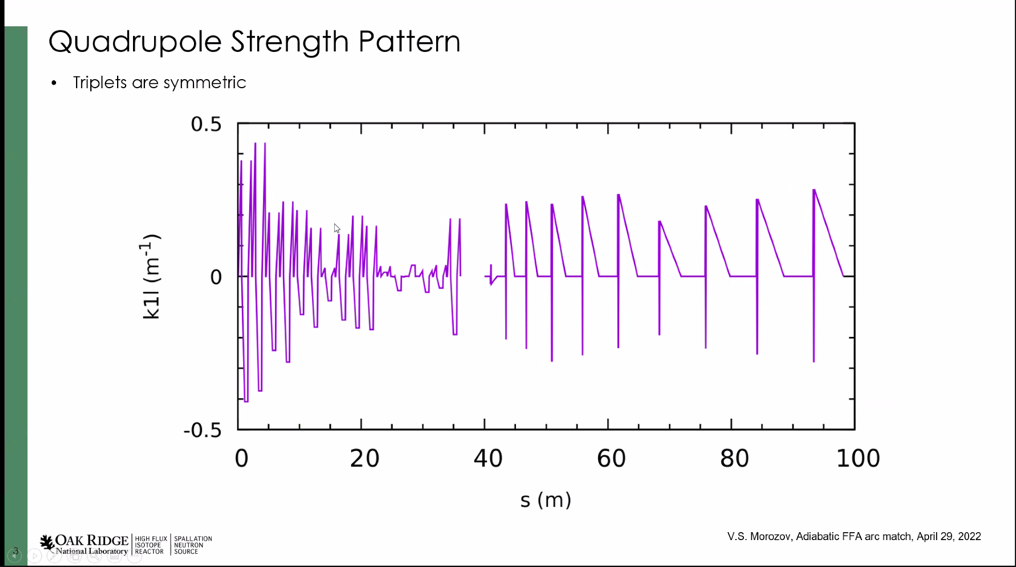 Quadrupole Strength Pattern
• Triplets are symmetric
0.5
0
-0.5
k1l (m-1)
0 20 40 60 80 100
s (m)
3
OAK RIDGE
National Laboratory
HIGH FLUX
ISOTOPE
REACTOR
SPALLATION
NEUTRON
SOURCE
V.S. Morozov, Adiabatic FFA arc match, April 29, 2022